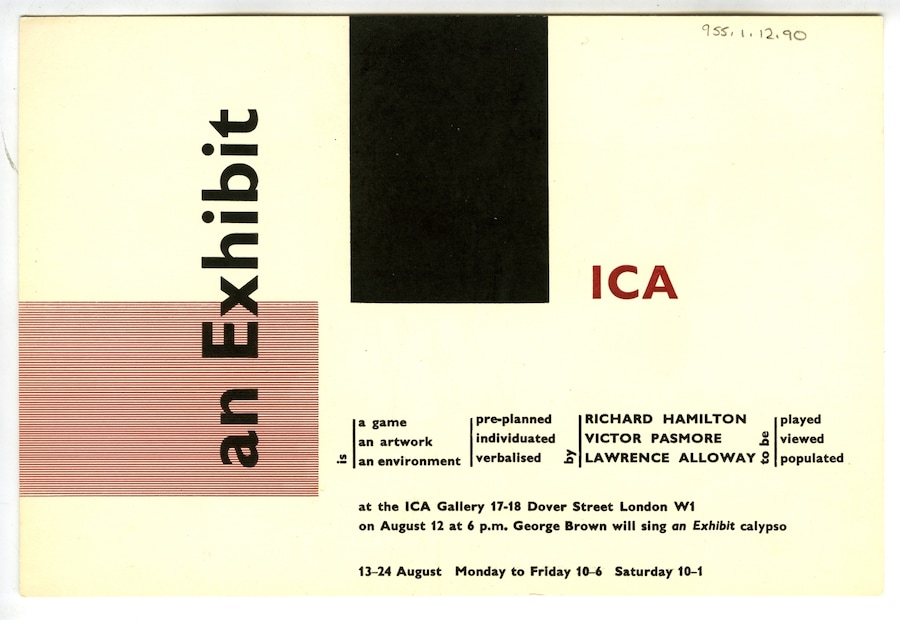 955.1.12.90
an Exhibit
ICA
is
a game
an artwork
an environment
pre-planned
individuated
verbalised
by
RICHARD HAMILTON
VICTOR PASMORE
LAWRENCE ALLOWAY
to be
played
viewed
populated
at the ICA Gallery 17-18 Dover Street London W1
on August 12 at 6 p.m. George Brown will sing an Exhibit calypso
13–24 August Monday to Friday 10–6 Saturday 10–1